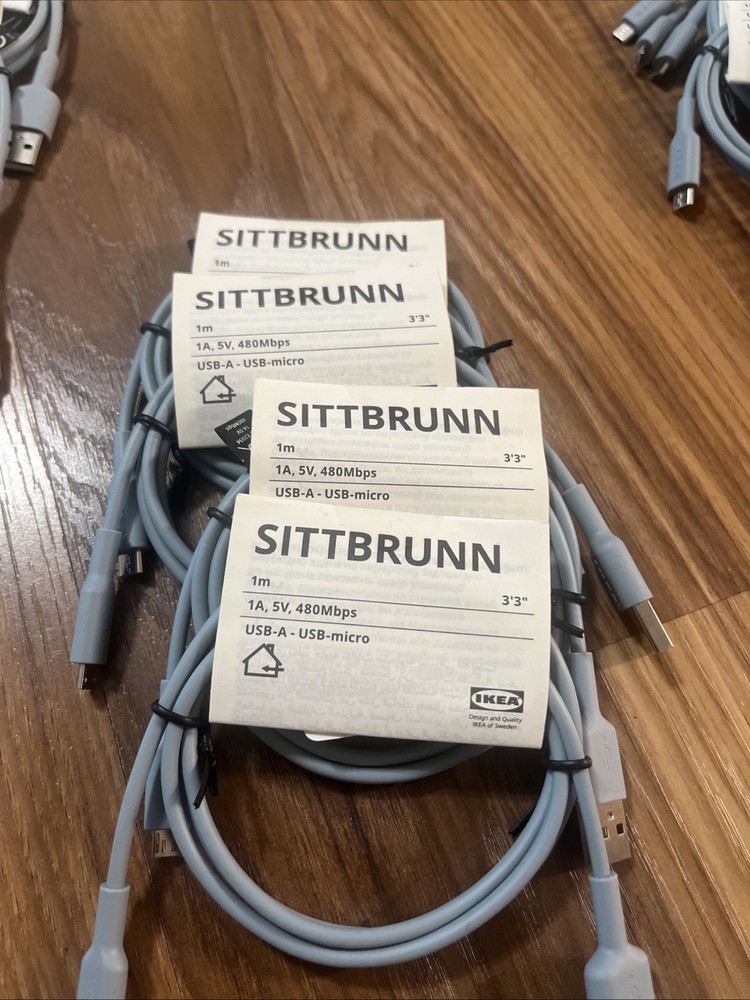 SITTBRUNN
1m
SITTBRUNN
1m
3'3"
1A, 5V, 480Mbps
USB-A - USB-micro
SITTBRUNN
1m
3'3"
1A, 5V, 480Mbps
USB-A - USB-micro
SITTBRUNN
1m
3'3"
1A, 5V, 480Mbps
USB-A - USB-micro
IKEA
Design and Quality
IKEA of Sweden